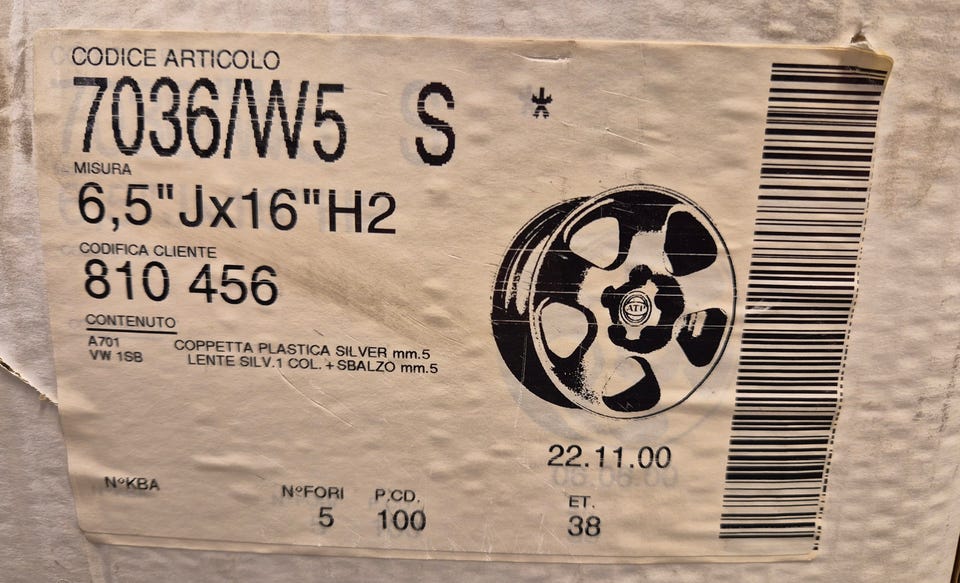 CODICE ARTICOLO
7036/W5 S *
MISURA
6,5"Jx16"H2
CODIFICA CLIENTE
810 456
CONTENUTO
A701 COPPETTA PLASTICA SILVER mm.5
VW 1SB LENTE SILV.1 COL.+SBALZO mm.5
22.11.00
N°KBA N°FORI P.CD. ET.
5 100 38